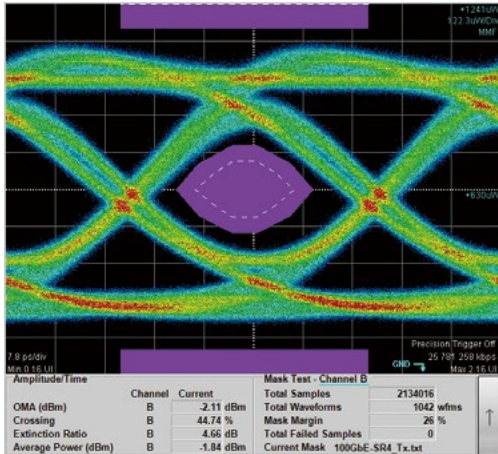 +1241uW
122.3uW/Div
MMF
+630uW
Precision Trigger Off
7.8 ps/div
GND
25 781 258 kbps
Min 0.16 UI
Max 2.16 UI
Amplitude/Time
Channel Current
OMA (dBm) B -2.11 dBm
Crossing B 44.74 %
Extinction Ratio B 4.66 dB
Average Power (dBm) B -1.84 dBm
Mask Test - Channel B
Total Samples 2134016
Total Waveforms 1042 wfms
Mask Margin 26 %
Total Failed Samples 0
Current Mask 100GbE-SR4_Tx.txt